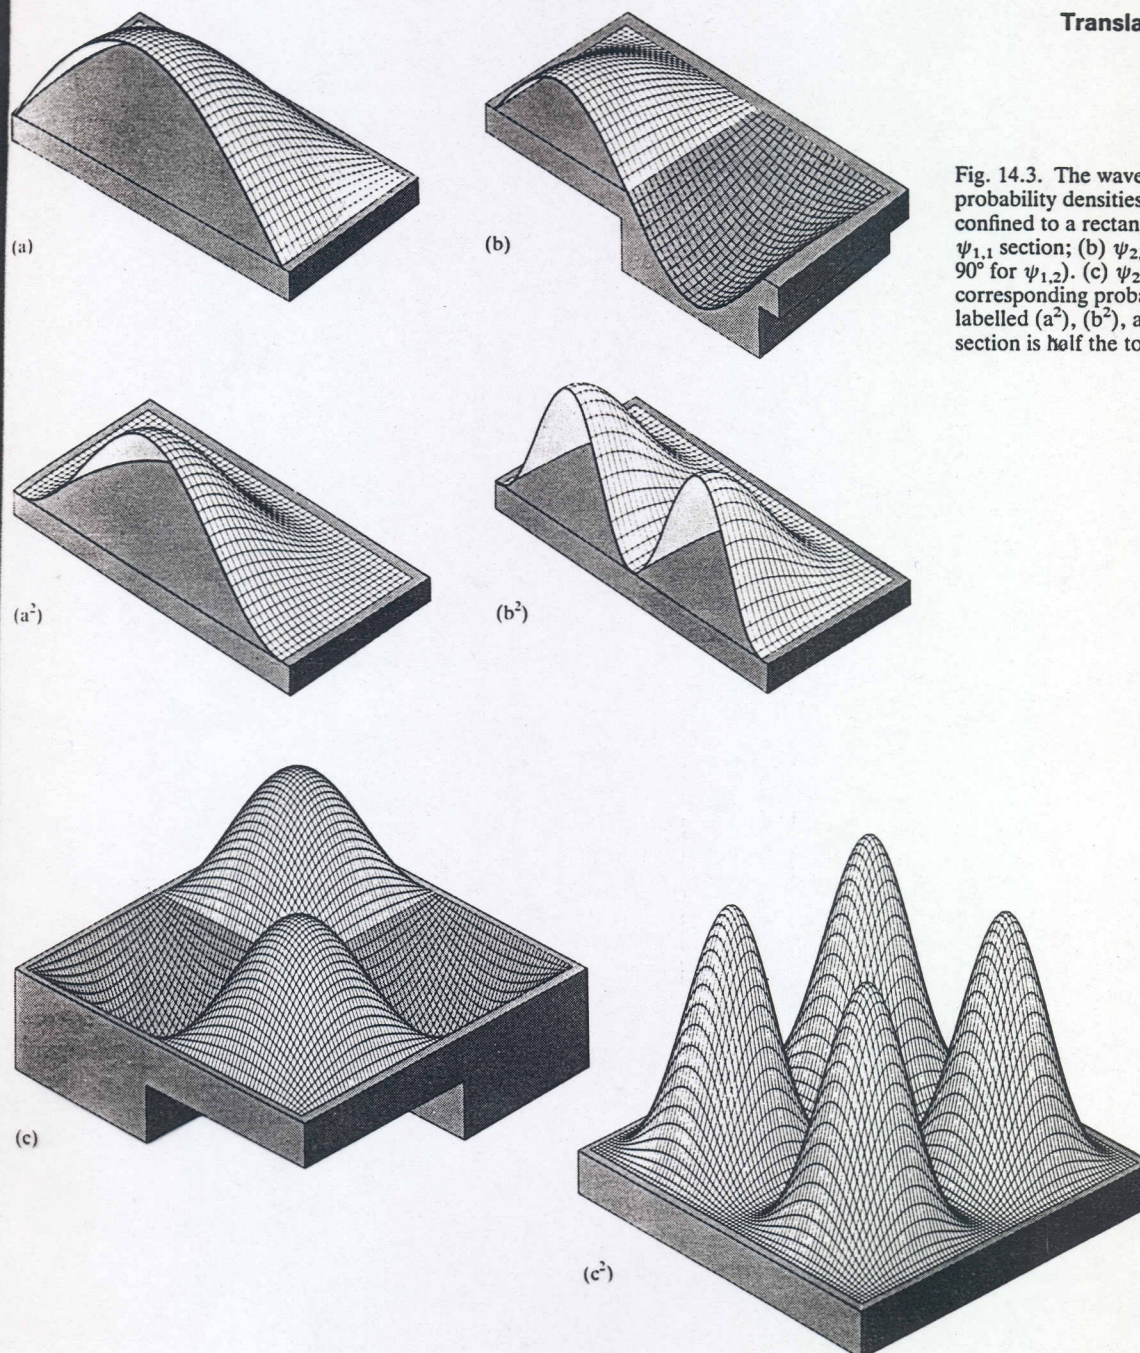 Transla
Fig. 14.3. The wave
probability densities
confined to a rectan
ψ₁,₁ section; (b) ψ₂,
90° for ψ₁,₂). (c) ψ₂
corresponding proba
labelled (a²), (b²), a
section is half the to
(a)
(b)
(a²)
(b²)
(c)
(c²)